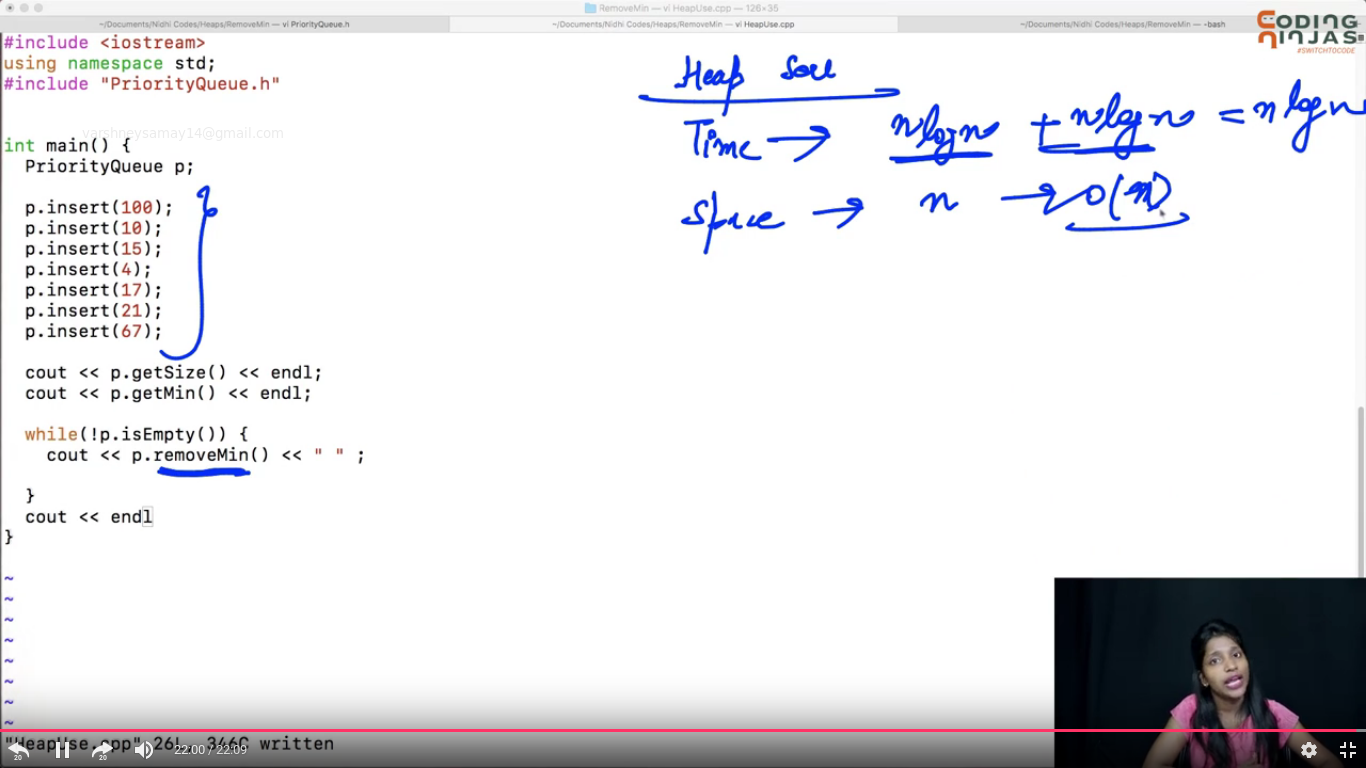 RemoveMin — vi HeapUse.cpp — 126×35
~/Documents/Nidhi Codes/Heaps/RemoveMin — vi PriorityQueue.h
~/Documents/Nidhi Codes/Heaps/RemoveMin — vi HeapUse.cpp
~/Documents/Nidhi Codes/Heaps/RemoveMin — -bash
CODING NINJAS
#SWITCHTOCODE
#include <iostream>
using namespace std;
#include "PriorityQueue.h"
varshneysamay14@gmail.com
int main() {
PriorityQueue p;
p.insert(100);
p.insert(10);
p.insert(15);
p.insert(4);
p.insert(17);
p.insert(21);
p.insert(67);
cout << p.getSize() << endl;
cout << p.getMin() << endl;
while(!p.isEmpty()) {
cout << p.removeMin() << " " ;
}
cout << endl
}
~
~
~
~
~
~
~
~
"HeapUse.cpp" 26L, 346C written
Heap Sort
Time → nlogn + nlogn = nlogn
Space → n → O(n)
20
20
22:00 / 22:09